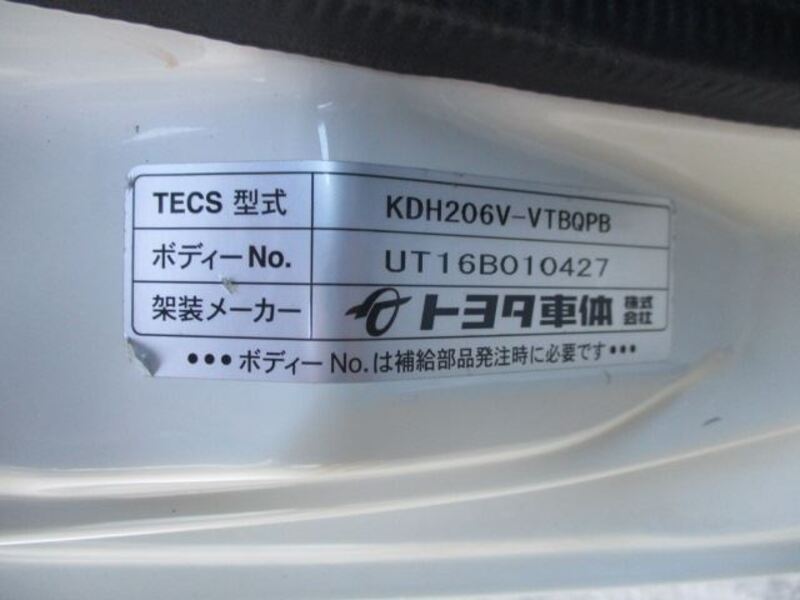 TECS 型式 KDH206V-VTBQPB
ボディーNo. UT16B010427
架装メーカー トヨタ車体 株式会社
•••ボディーNo.は補給部品発注時に必要です•••